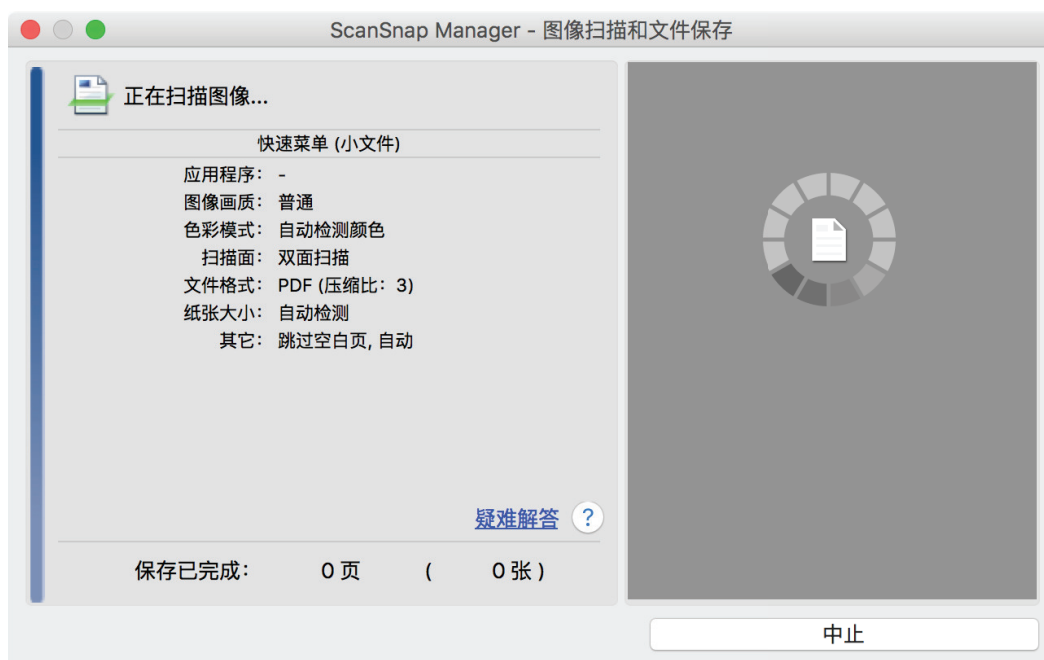 ScanSnap Manager - 图像扫描和文件保存
正在扫描图像...
快速菜单 (小文件)
应用程序: -
图像画质: 普通
色彩模式: 自动检测颜色
扫描面: 双面扫描
文件格式: PDF (压缩比: 3)
纸张大小: 自动检测
其它: 跳过空白页, 自动
疑难解答 ?
保存已完成: 0 页 ( 0 张 )
中止